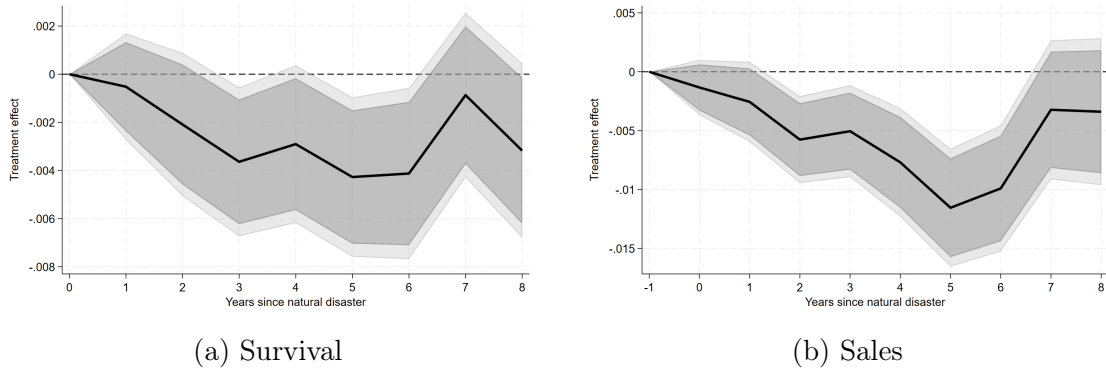 .002
0
-.002
-.004
-.006
-.008
Treatment effect
0 1 2 3 4 5 6 7 8
Years since natural disaster
(a) Survival
.005
0
-.005
-.01
-.015
Treatment effect
-1 0 1 2 3 4 5 6 7 8
Years since natural disaster
(b) Sales